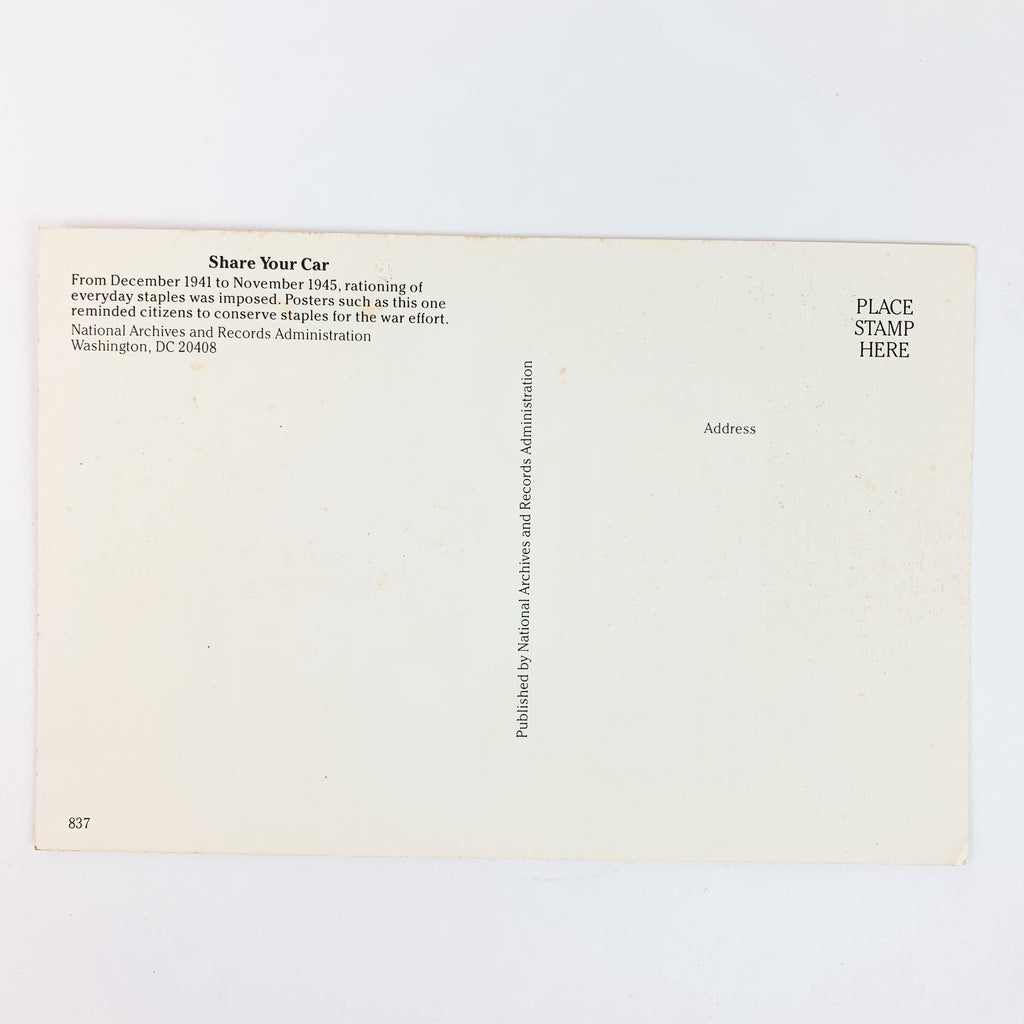 Share Your Car
From December 1941 to November 1945, rationing of
everyday staples was imposed. Posters such as this one
reminded citizens to conserve staples for the war effort.
National Archives and Records Administration
Washington, DC 20408
837
Published by National Archives and Records Administration
PLACE
STAMP
HERE
Address